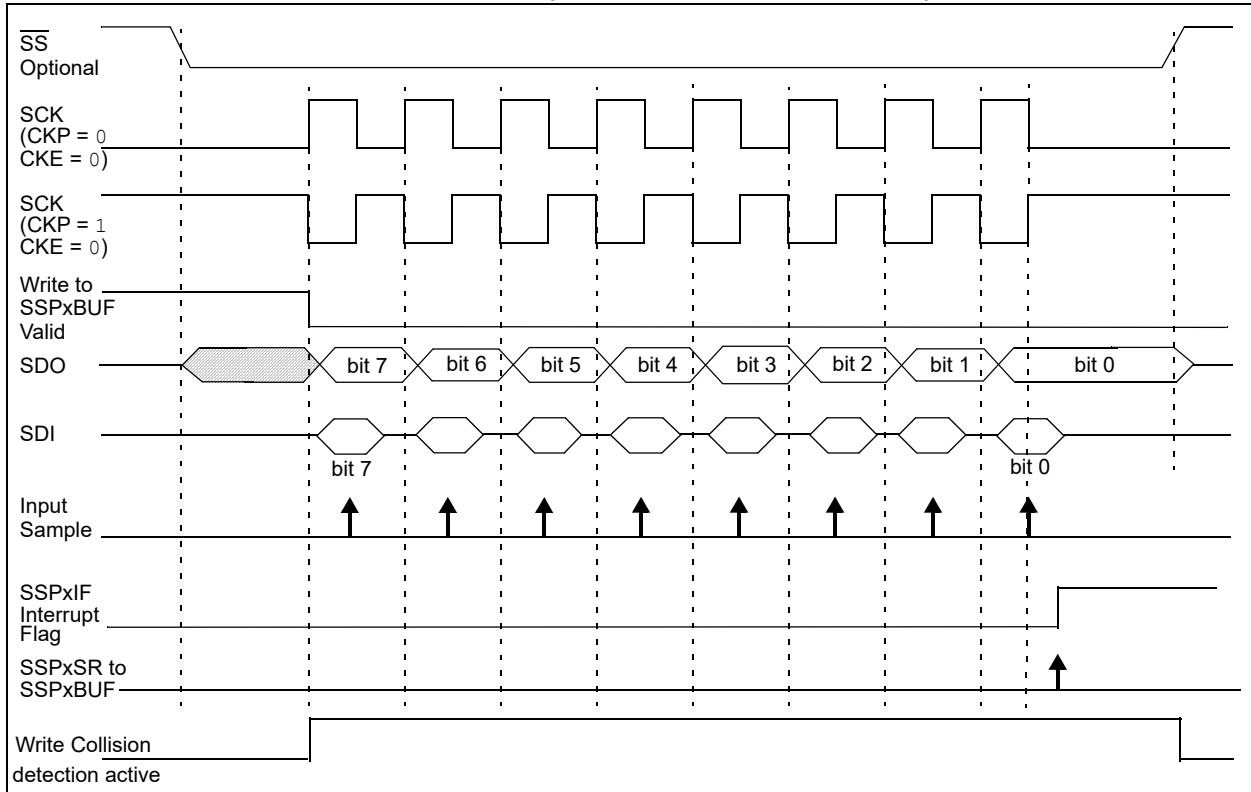 SS
Optional
SCK
(CKP = 0
CKE = 0)
SCK
(CKP = 1
CKE = 0)
Write to
SSPxBUF
Valid
SDO
bit 7 bit 6 bit 5 bit 4 bit 3 bit 2 bit 1 bit 0
SDI
bit 7 bit 0
Input
Sample
SSPxIF
Interrupt
Flag
SSPxSR to
SSPxBUF
Write Collision
detection active